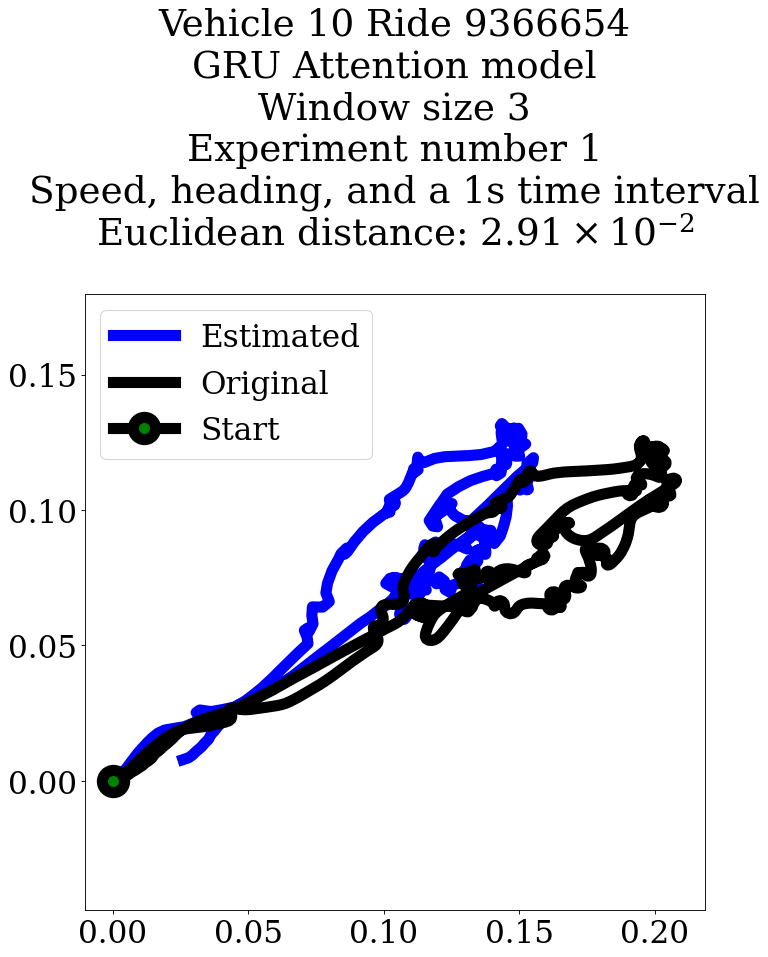 Vehicle 10 Ride 9366654
GRU Attention model
Window size 3
Experiment number 1
Speed, heading, and a 1s time interval
Euclidean distance: 2.91 × 10⁻²
Estimated
Original
Start
0.15
0.10
0.05
0.00
0.00 0.05 0.10 0.15 0.20